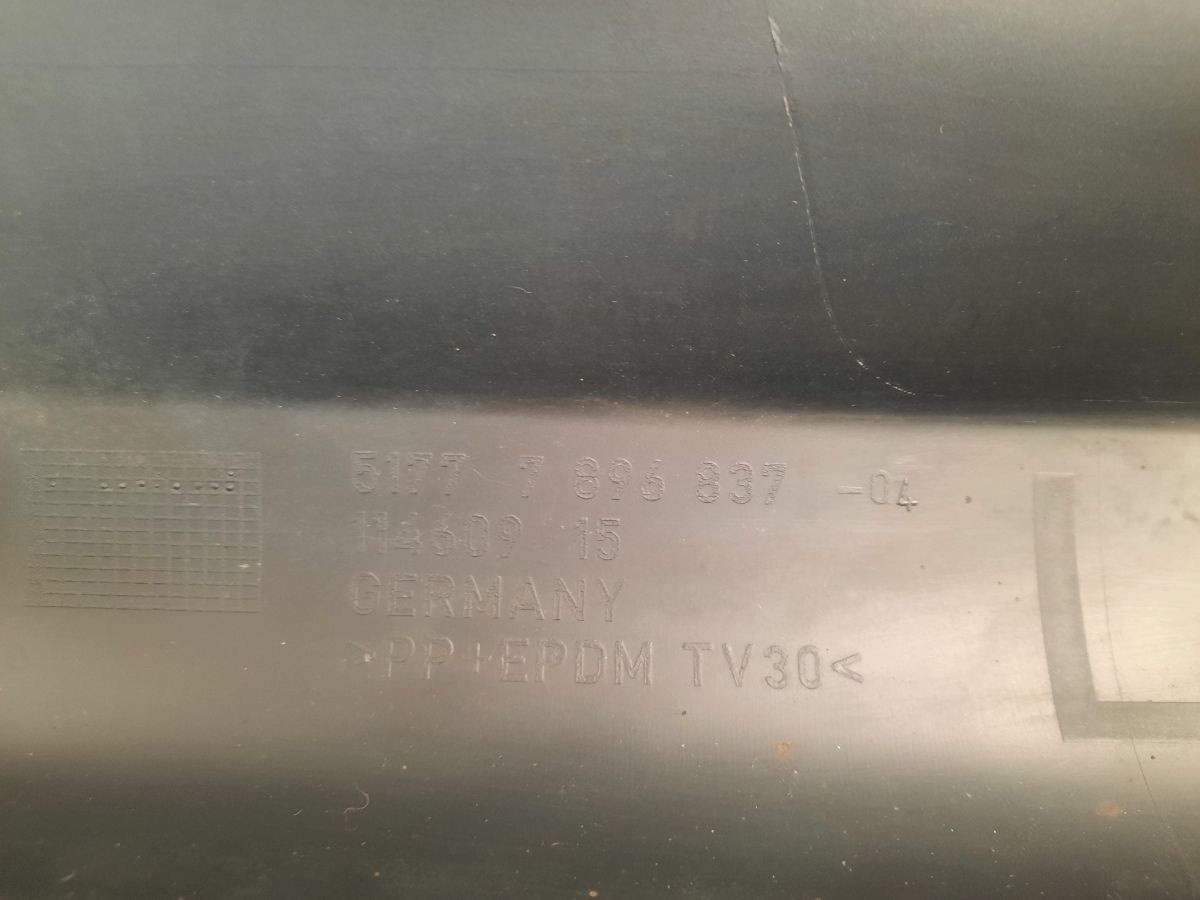 5177 7 896 837 -04
114609 15
GERMANY
>PP+EPDM TV30<